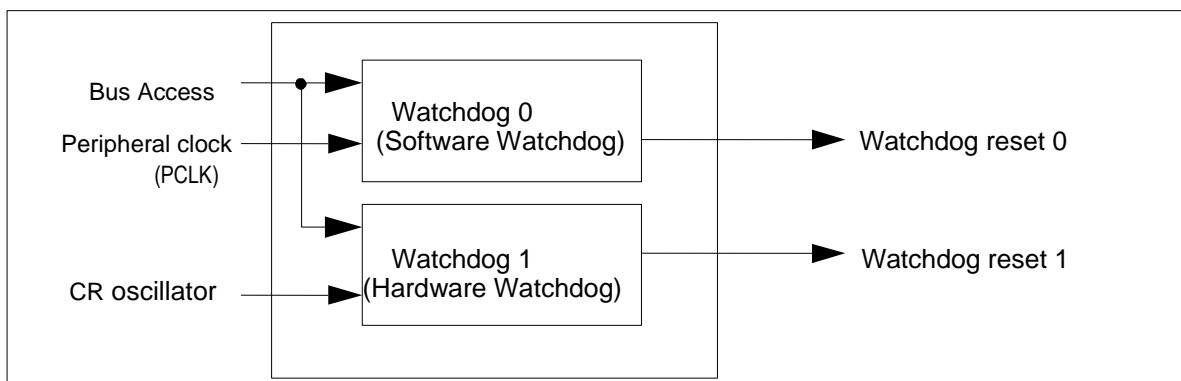 Bus Access
Peripheral clock
(PCLK)
CR oscillator
Watchdog 0
(Software Watchdog)
Watchdog 1
(Hardware Watchdog)
Watchdog reset 0
Watchdog reset 1